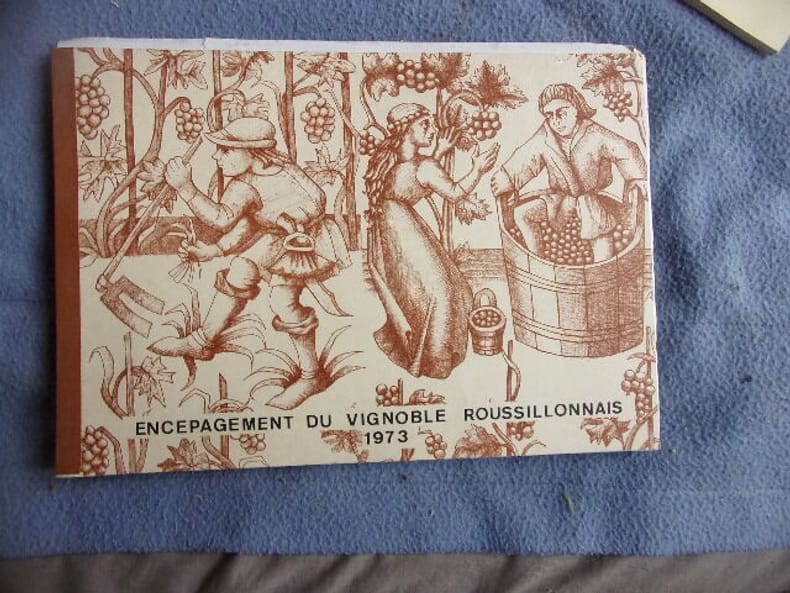 ENCEPAGEMENT DU VIGNOBLE ROUSSILLONNAIS
1973